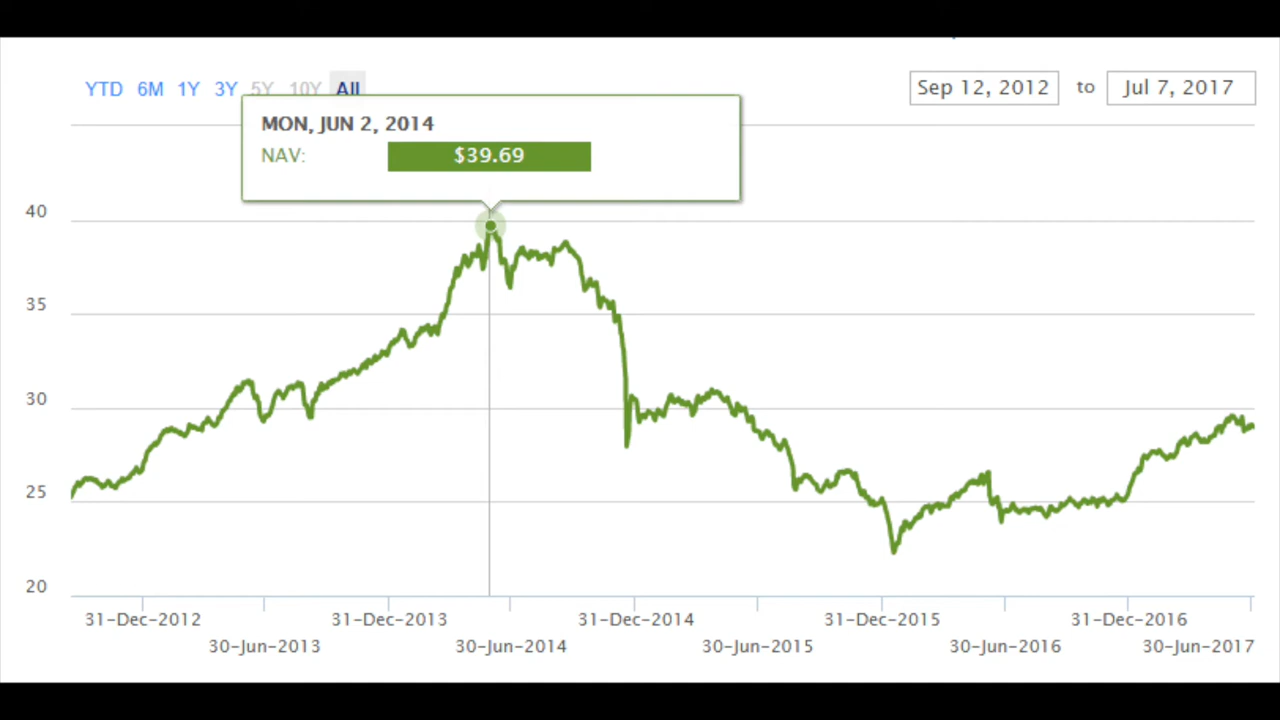 YTD 6M 1Y 3Y 5Y 10Y All Sep 12, 2012 to Jul 7, 2017
MON, JUN 2, 2014
NAV: $39.69
40
35
30
25
20
31-Dec-2012 31-Dec-2013 31-Dec-2014 31-Dec-2015 31-Dec-2016
30-Jun-2013 30-Jun-2014 30-Jun-2015 30-Jun-2016 30-Jun-2017